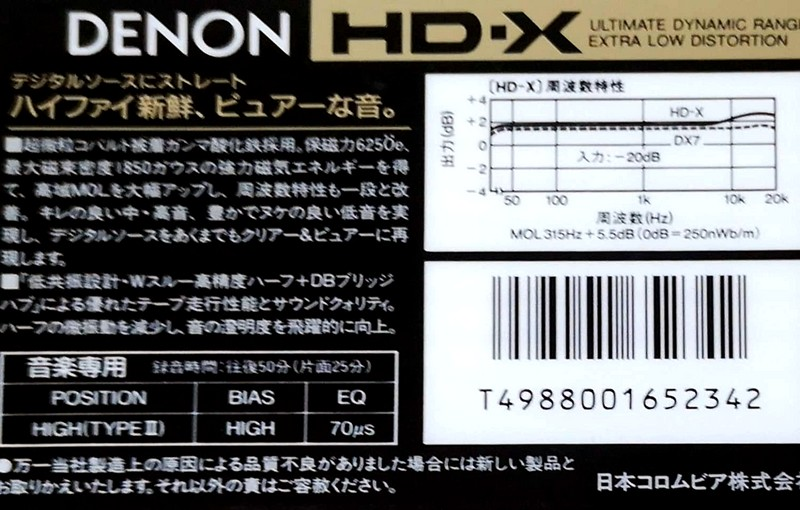 DENON HD·X ULTIMATE DYNAMIC RANG
EXTRA LOW DISTORTION
デジタルソースにストレート
ハイファイ新鮮、ピュアーな音。
■超微粒コバルト被着ガンマ酸化鉄採用。保磁力625Oe、
最大磁束密度1850ガウスの強力磁気エネルギーを得
て、高域MOLを大幅アップし、周波数特性も一段と改
善。キレの良い中・高音、豊かでヌケの良い低音を実
現し、デジタルソースをあくまでもクリアー&ピュアーに再
現します。
■「低共振設計・Wスルー高精度ハーフ+DBブリッジ
ハブ」による優れたテープ走行性能とサウンドクォリティ。
ハーフの微振動を減少し、音の澄明度を飛躍的に向上。
音楽専用 録音時間:往復50分(片面25分)
POSITION BIAS EQ
HIGH(TYPE II) HIGH 70μs
●万一当社製造上の原因による品質不良がありました場合には新しい製品と
お取りかえいたします。それ以外の責はご容赦ください。
[HD-X]周波数特性
出力(dB)
+4
+2
0
−2
−4
HD-X
DX7
入力:−20dB
50 100 1k 10k 20k
周波数(Hz)
MOL315Hz+5.5dB(0dB=250nWb/m)
T4988001652342
日本コロムビア株式会